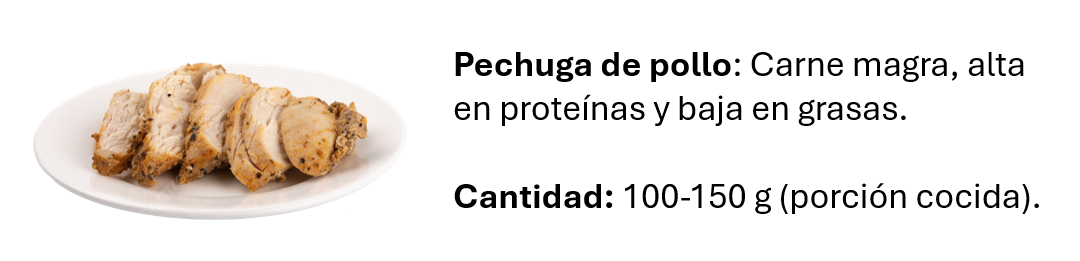 Pechuga de pollo: Carne magra, alta
en proteínas y baja en grasas.
Cantidad: 100-150 g (porción cocida).